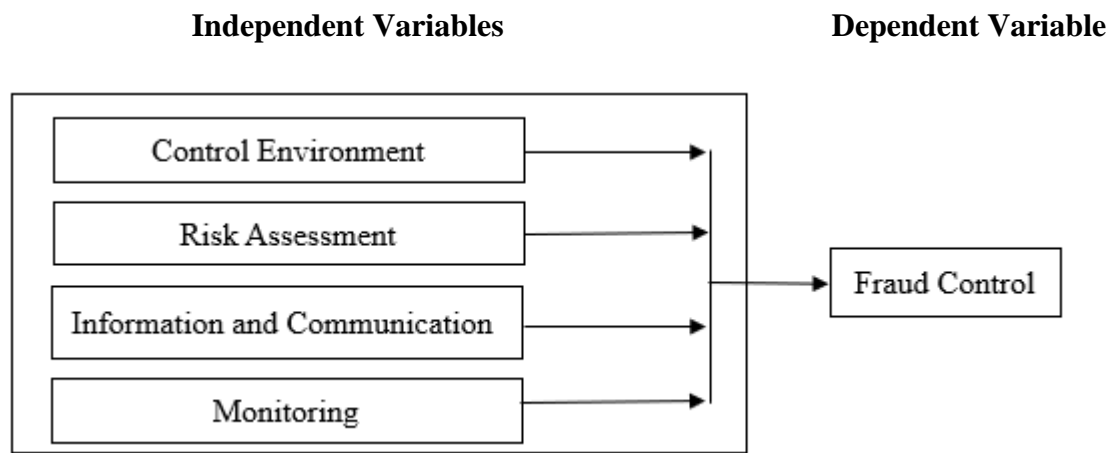 Independent Variables
Dependent Variable
Control Environment
Risk Assessment
Information and Communication
Monitoring
Fraud Control